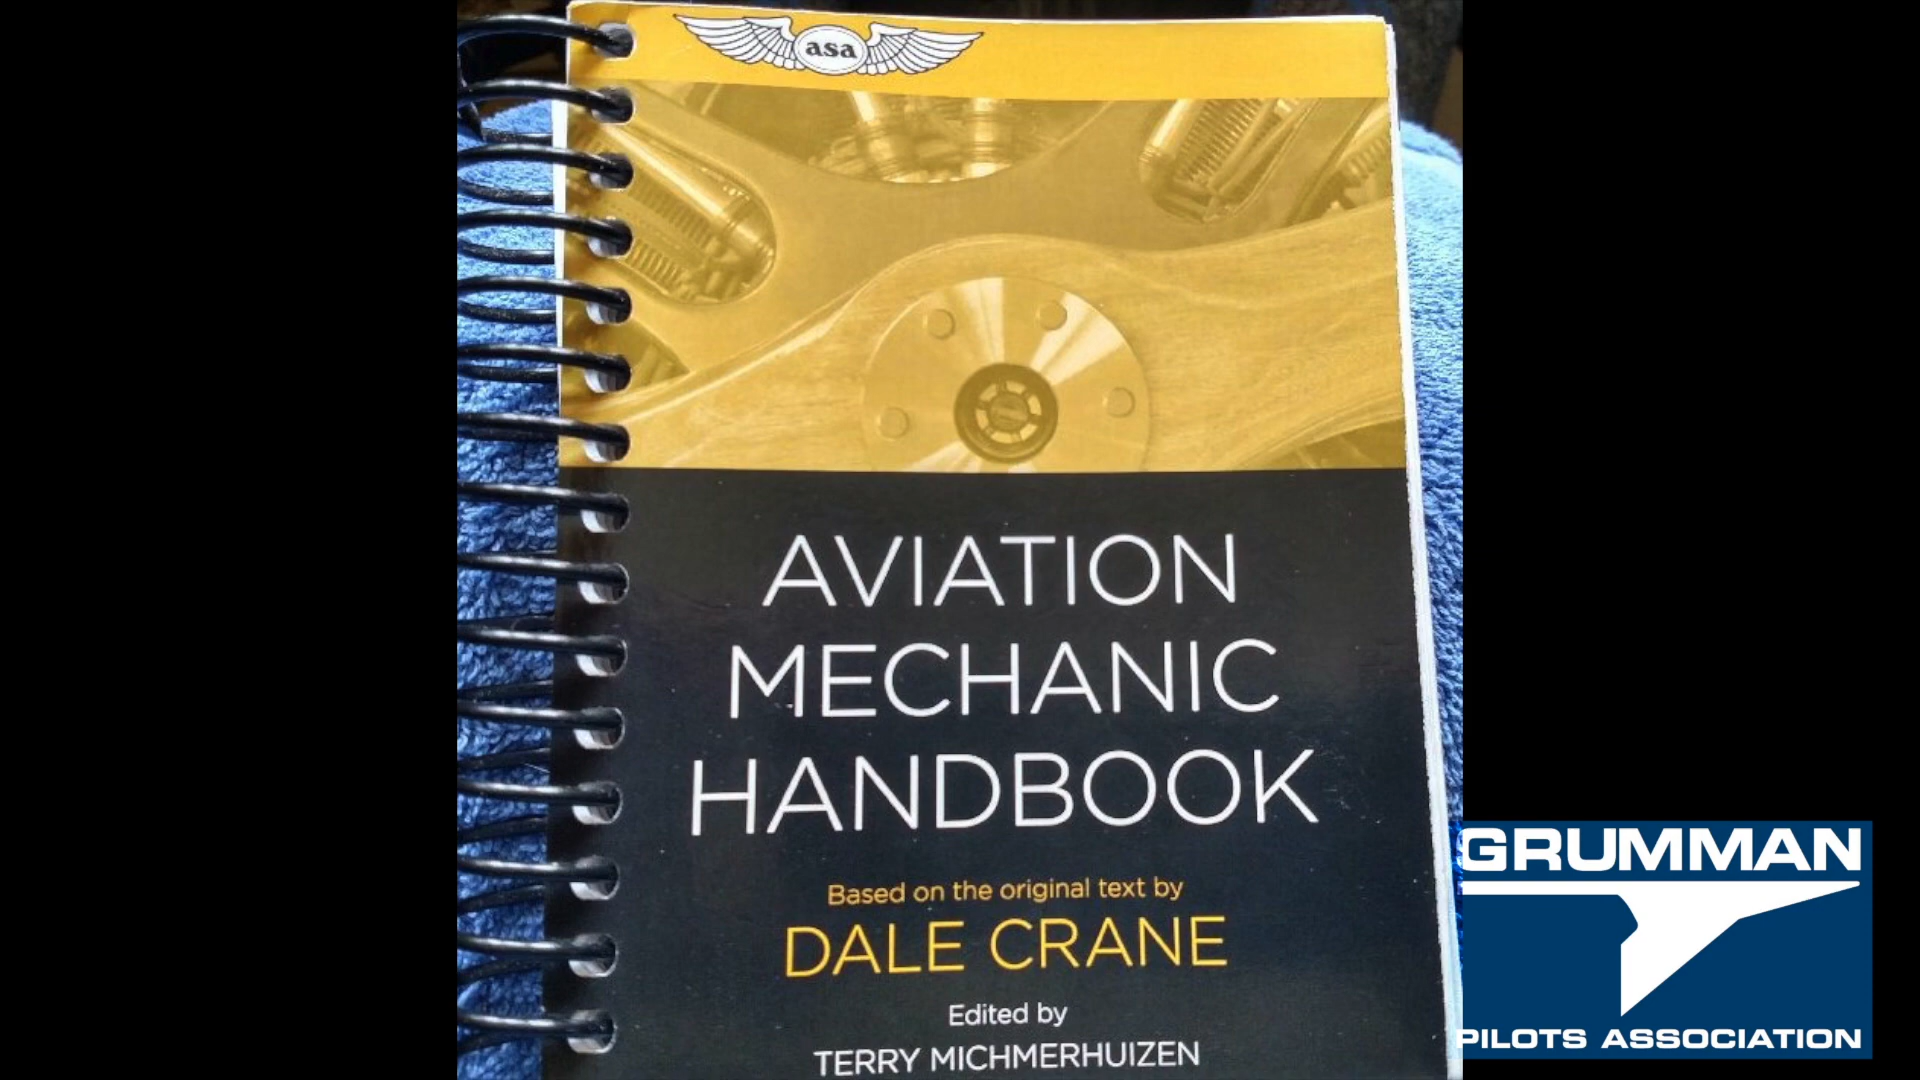 asa
AVIATION
MECHANIC
HANDBOOK
Based on the original text by
DALE CRANE
Edited by
TERRY MICHMERHUIZEN
GRUMMAN
PILOTS ASSOCIATION